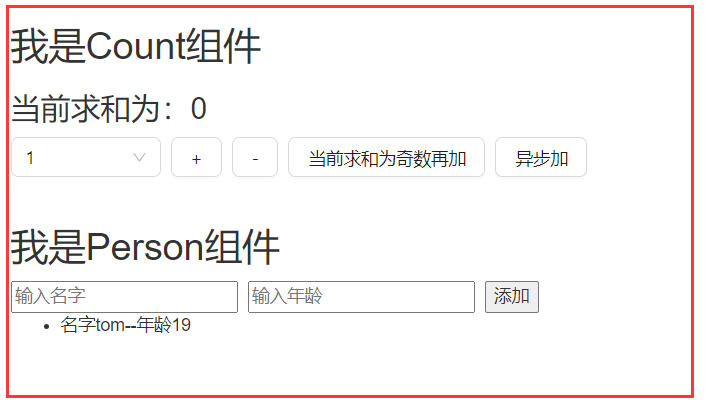 我是Count组件
当前求和为：0
1 + - 当前求和为奇数再加 异步加
我是Person组件
输入名字 输入年龄 添加
名字tom--年龄19